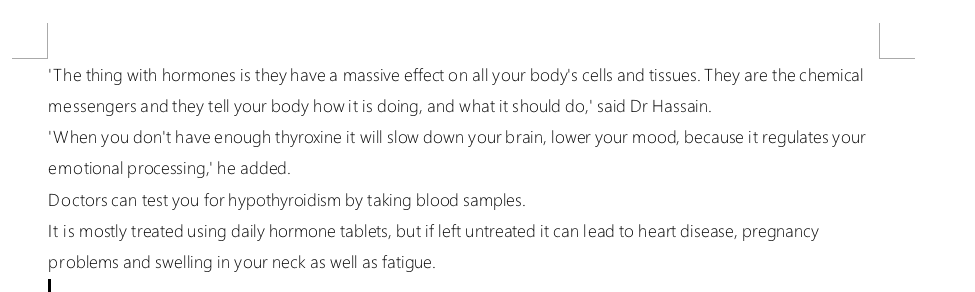 'The thing with hormones is they have a massive effect on all your body's cells and tissues. They are the chemical
messengers and they tell your body how it is doing, and what it should do,' said Dr Hassain.
'When you don't have enough thyroxine it will slow down your brain, lower your mood, because it regulates your
emotional processing,' he added.
Doctors can test you for hypothyroidism by taking blood samples.
It is mostly treated using daily hormone tablets, but if left untreated it can lead to heart disease, pregnancy
problems and swelling in your neck as well as fatigue.